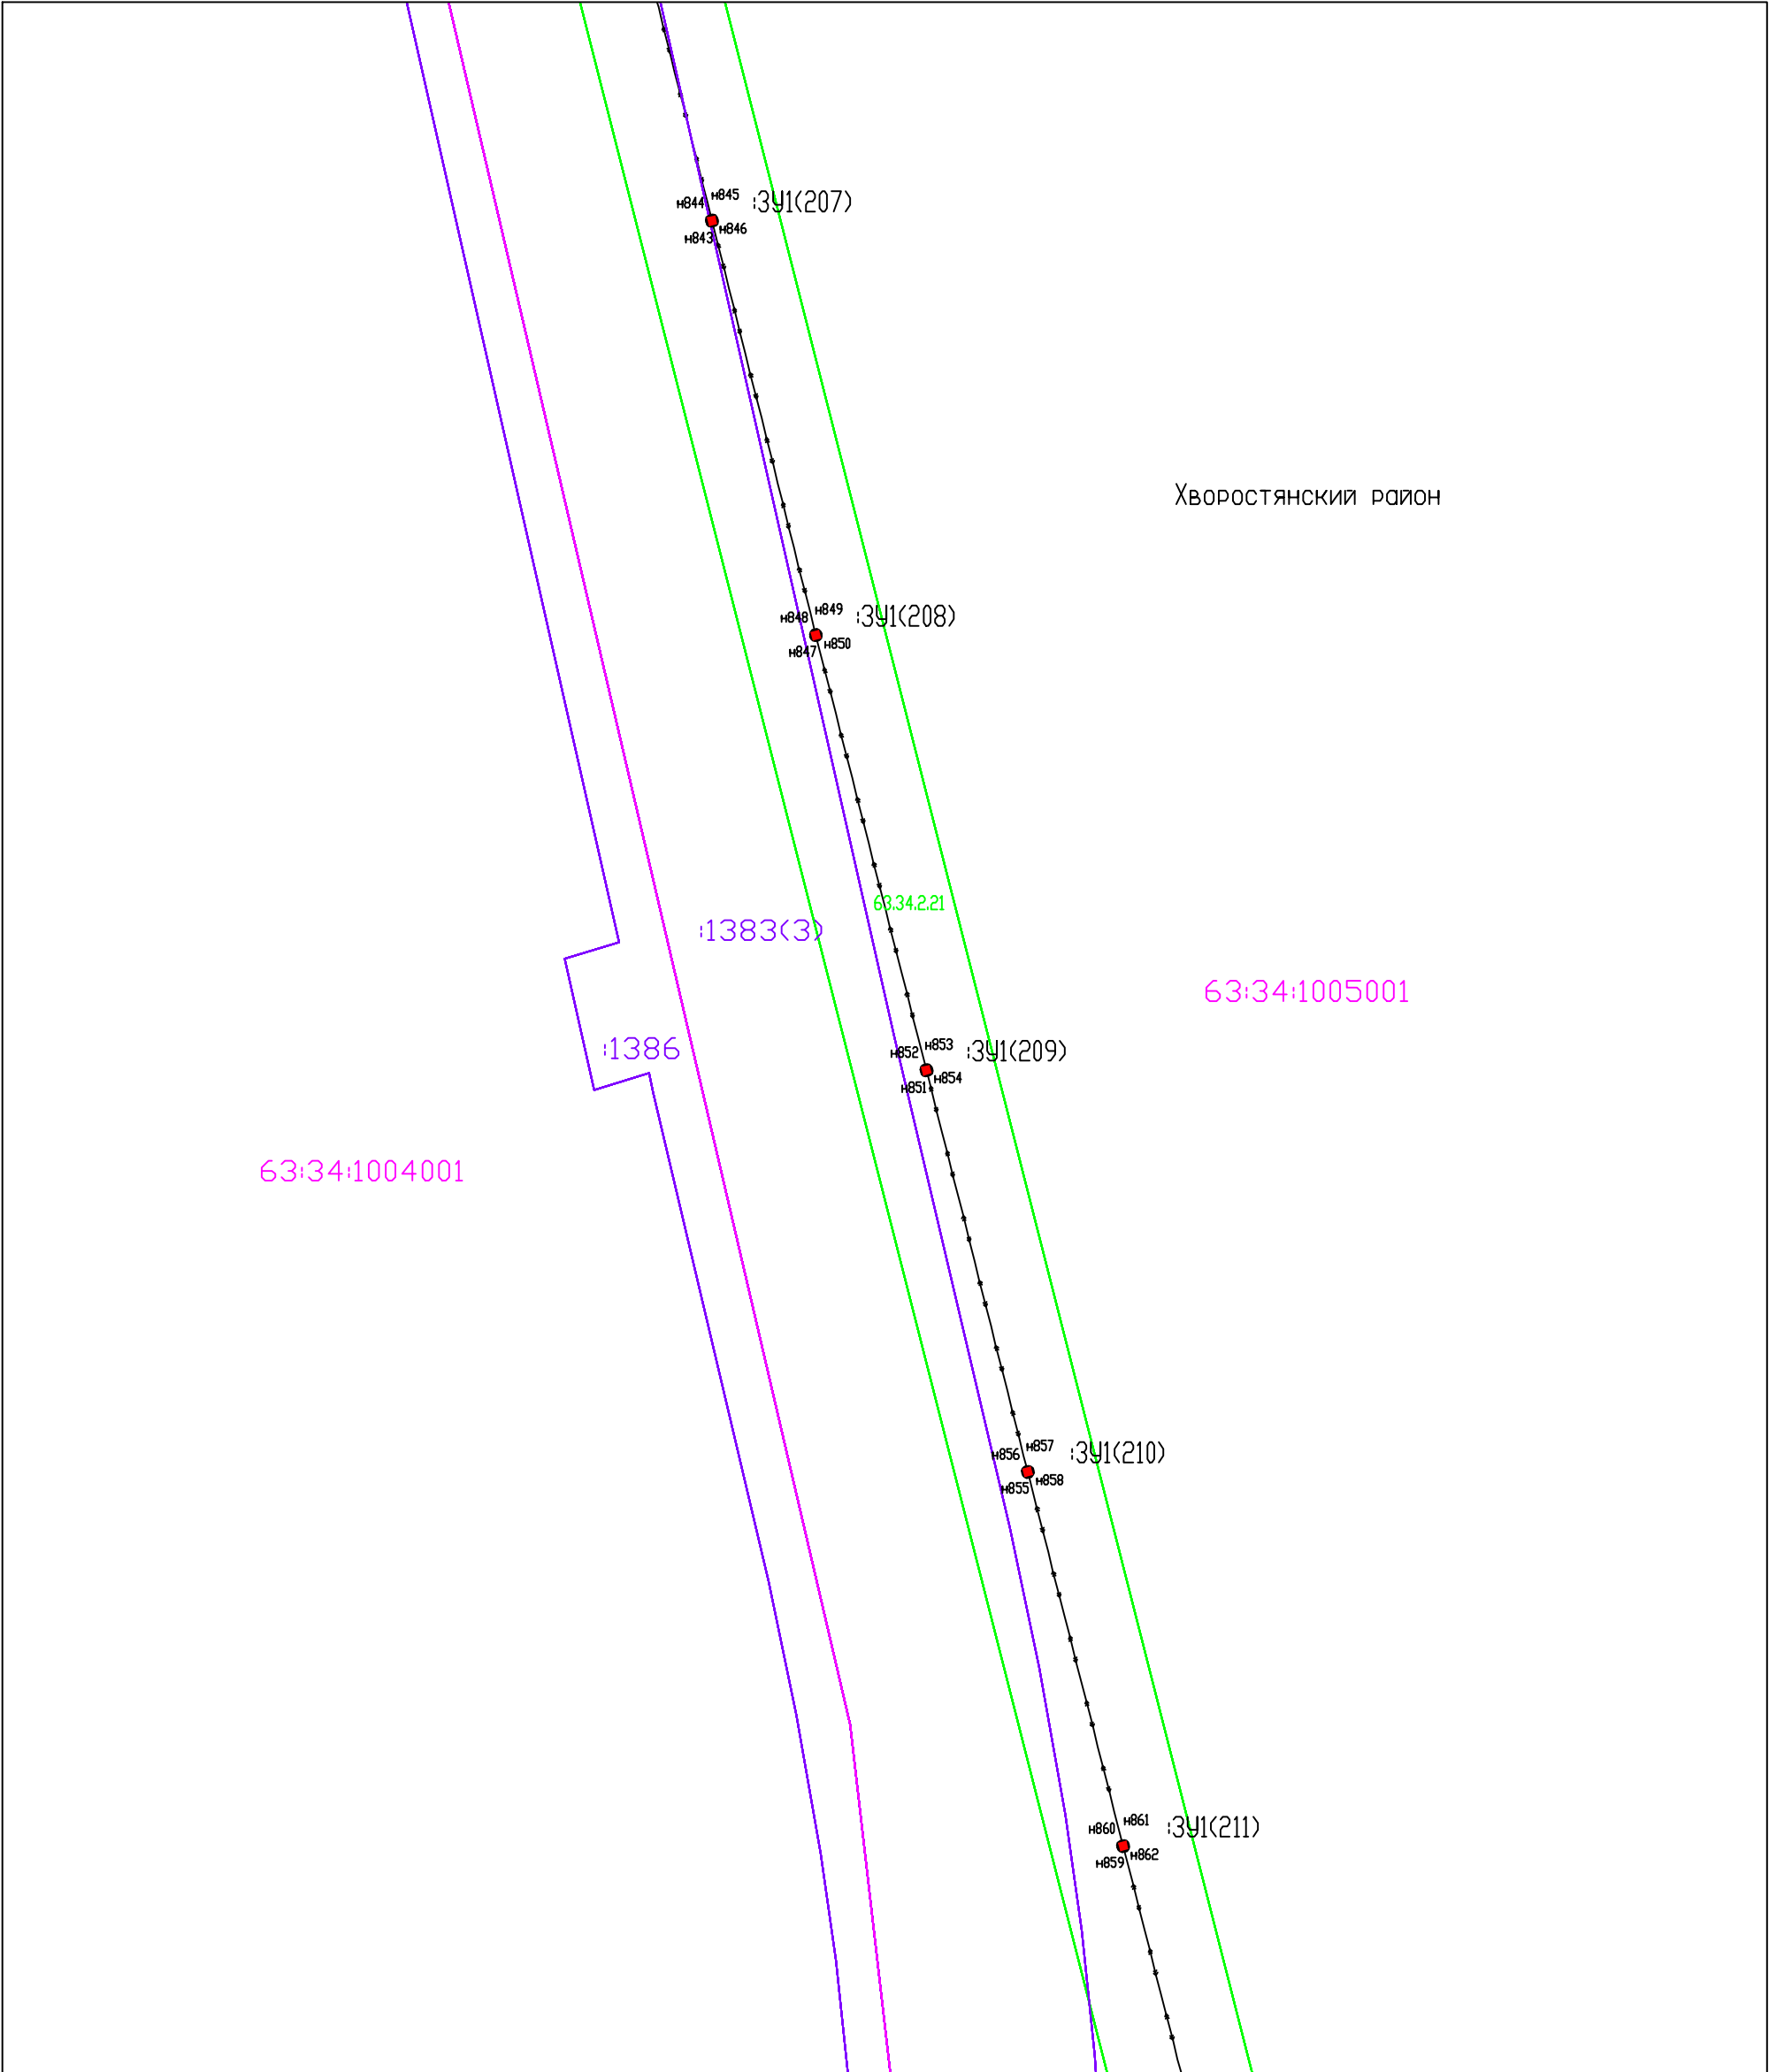 н845
н844
:ЗУ1(207)
н846
н843
Хворостянский район
н849
н848
:ЗУ1(208)
н850
н847
63.34.2.21
:1383(3)
63:34:1005001
н853
н852
:ЗУ1(209)
:1386
н854
н851
63:34:1004001
н857
н856
:ЗУ1(210)
н858
н855
н861
н860
:ЗУ1(211)
н862
н859